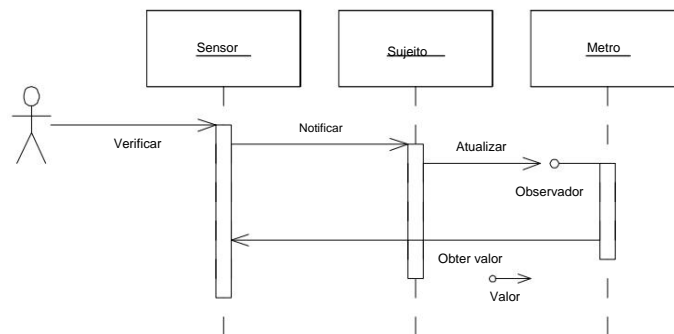 Sensor
Sujeito
Metro
Verificar
Notificar
Atualizar
Observador
Obter valor
Valor